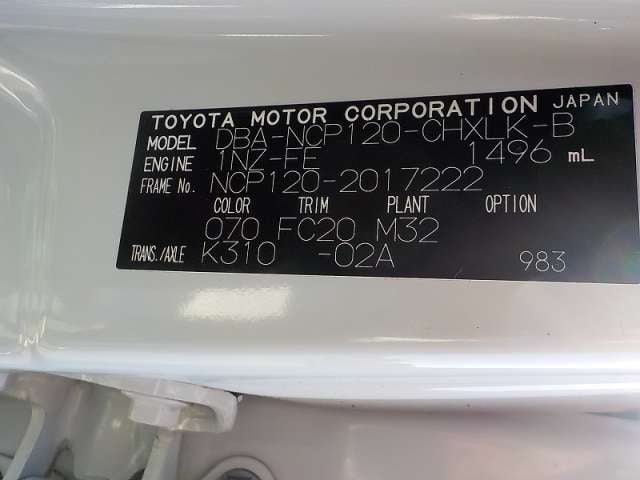 TOYOTA MOTOR CORPORATION JAPAN
MODEL DBA-NCP120-CHXLK-B
ENGINE 1NZ-FE 1496 mL
FRAME No. NCP120-2017222
COLOR TRIM PLANT OPTION
070 FC20 M32
TRANS./AXLE K310 -02A 983